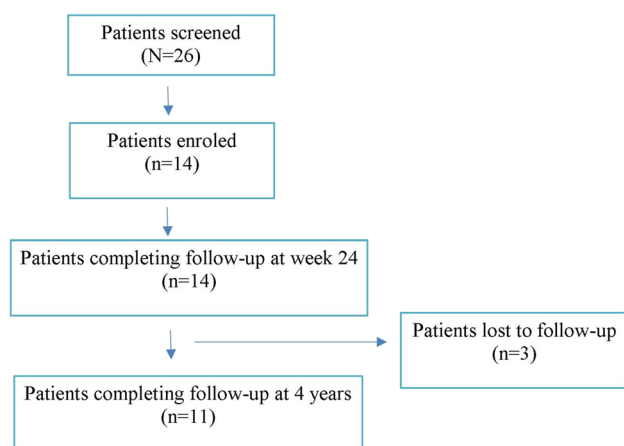 Patients screened
(N=26)
Patients enroled
(n=14)
Patients completing follow-up at week 24
(n=14)
Patients lost to follow-up
(n=3)
Patients completing follow-up at 4 years
(n=11)